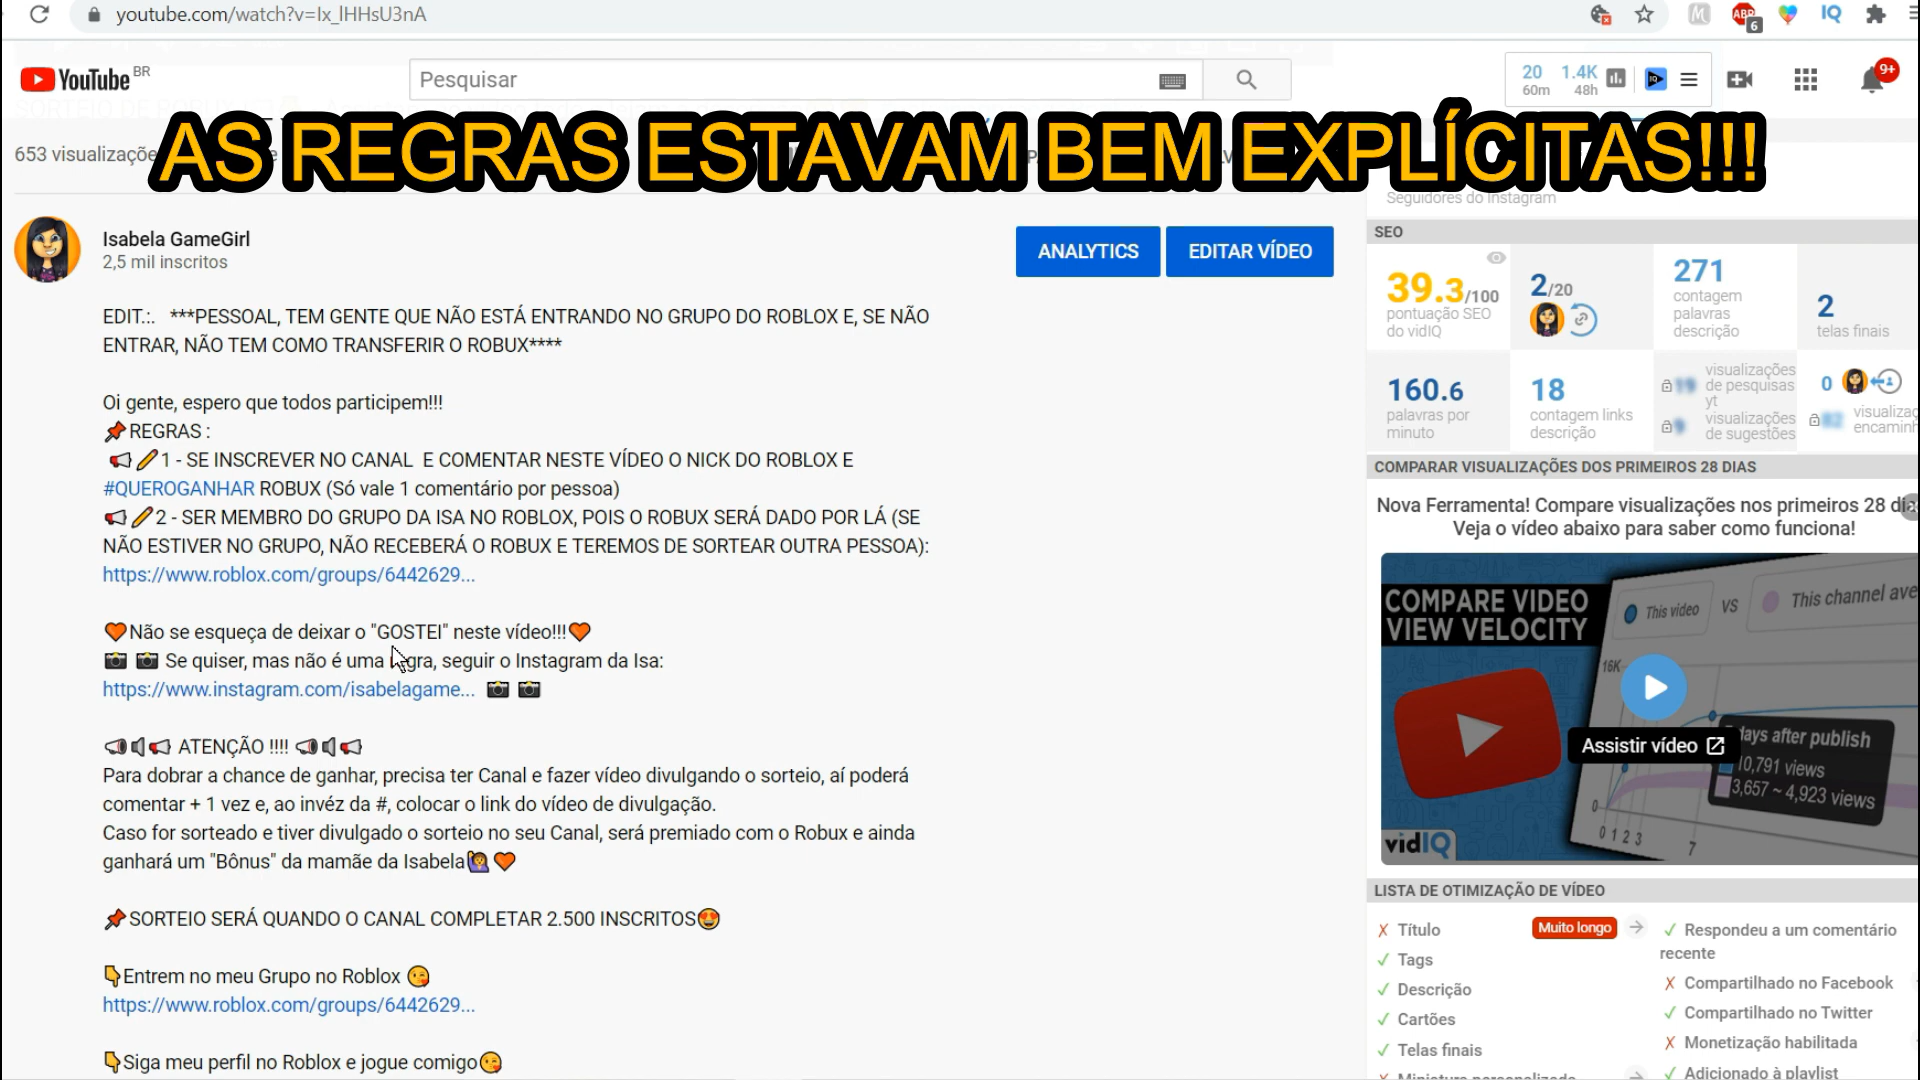 youtube.com/watch?v=Ix_lHHsU3nA
ABP
6
IQ
YouTube BR
Pesquisar
20
60m
1.4K
48h
9+
AS REGRAS ESTAVAM BEM EXPLÍCITAS!!!
653
Seguidores do Instagram
Isabela GameGirl
2,5 mil inscritos
ANALYTICS
EDITAR VÍDEO
EDIT.:. ***PESSOAL, TEM GENTE QUE NÃO ESTÁ ENTRANDO NO GRUPO DO ROBLOX E, SE NÃO
ENTRAR, NÃO TEM COMO TRANSFERIR O ROBUX****
Oi gente, espero que todos participem!!!
📌REGRAS :
📢✏️1 - SE INSCREVER NO CANAL E COMENTAR NESTE VÍDEO O NICK DO ROBLOX E
#QUEROGANHAR ROBUX (Só vale 1 comentário por pessoa)
📢✏️2 - SER MEMBRO DO GRUPO DA ISA NO ROBLOX, POIS O ROBUX SERÁ DADO POR LÁ (SE
NÃO ESTIVER NO GRUPO, NÃO RECEBERÁ O ROBUX E TEREMOS DE SORTEAR OUTRA PESSOA):
https://www.roblox.com/groups/6442629...
🧡Não se esqueça de deixar o "GOSTEI" neste vídeo!!!🧡
📷 📷 Se quiser, mas não é uma regra, seguir o Instagram da Isa:
https://www.instagram.com/isabelagame... 📷 📷
📢🔈📢 ATENÇÃO !!!! 📢🔈📢
Para dobrar a chance de ganhar, precisa ter Canal e fazer vídeo divulgando o sorteio, aí poderá
comentar + 1 vez e, ao invéz da #, colocar o link do vídeo de divulgação.
Caso for sorteado e tiver divulgado o sorteio no seu Canal, será premiado com o Robux e ainda
ganhará um "Bônus" da mamãe da Isabela🙋🧡
📌SORTEIO SERÁ QUANDO O CANAL COMPLETAR 2.500 INSCRITOS😍
👇Entrem no meu Grupo no Roblox 😘
https://www.roblox.com/groups/6442629...
👇Siga meu perfil no Roblox e jogue comigo😘
SEO
39.3/100
pontuação SEO
do vidIQ
2/20
271
contagem
palavras
descrição
2
telas finais
160.6
palavras por
minuto
18
contagem links
descrição
visualizações
de pesquisas
yt
visualizações
de sugestões
0
COMPARAR VISUALIZAÇÕES DOS PRIMEIROS 28 DIAS
Nova Ferramenta! Compare visualizações nos primeiros 28
Veja o vídeo abaixo para saber como funciona!
COMPARE VIDEO
VIEW VELOCITY
This video
VS
This channel
16K
days after publish
10,791 views
3,657 ~ 4,923 views
0
0 1 2 3
7
Assistir vídeo
vidIQ
LISTA DE OTIMIZAÇÃO DE VÍDEO
✗ Título
Muito longo
✓ Tags
✓ Descrição
✓ Cartões
✓ Telas finais
✗ Miniatura personalizada
✓ Respondeu a um comentário
recente
✗ Compartilhado no Facebook
✓ Compartilhado no Twitter
✗ Monetização habilitada
✓ Adicionado à playlist